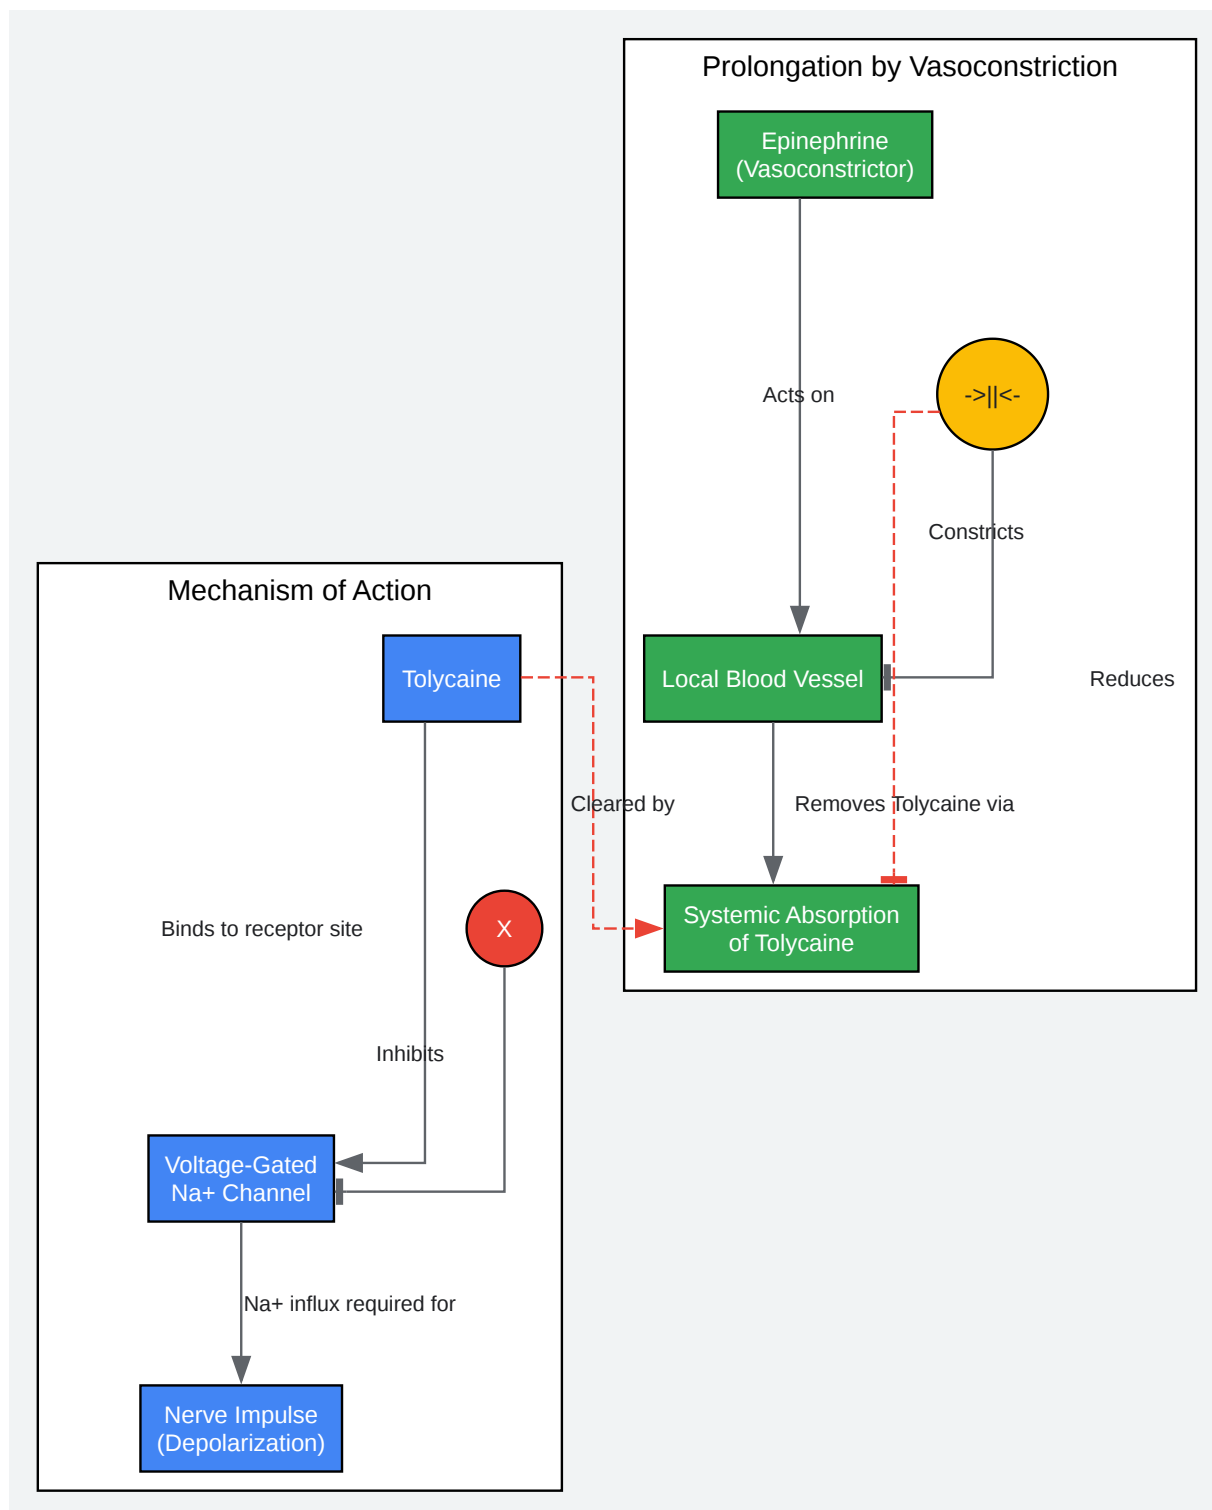 Prolongation by Vasoconstriction
Epinephrine
(Vasoconstrictor)
Acts on
->||<-
Constricts
Local Blood Vessel
Reduces
Removes Tolycaine via
Systemic Absorption
of Tolycaine
Cleared by
Mechanism of Action
Tolycaine
Binds to receptor site
X
Inhibits
Voltage-Gated
Na+ Channel
Na+ influx required for
Nerve Impulse
(Depolarization)